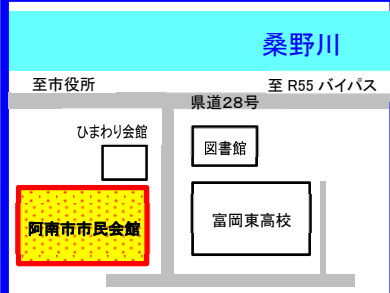 桑野川
至市役所
至 R55 バイパス
県道28号
ひまわり会館
図書館
阿南市市民会館
富岡東高校